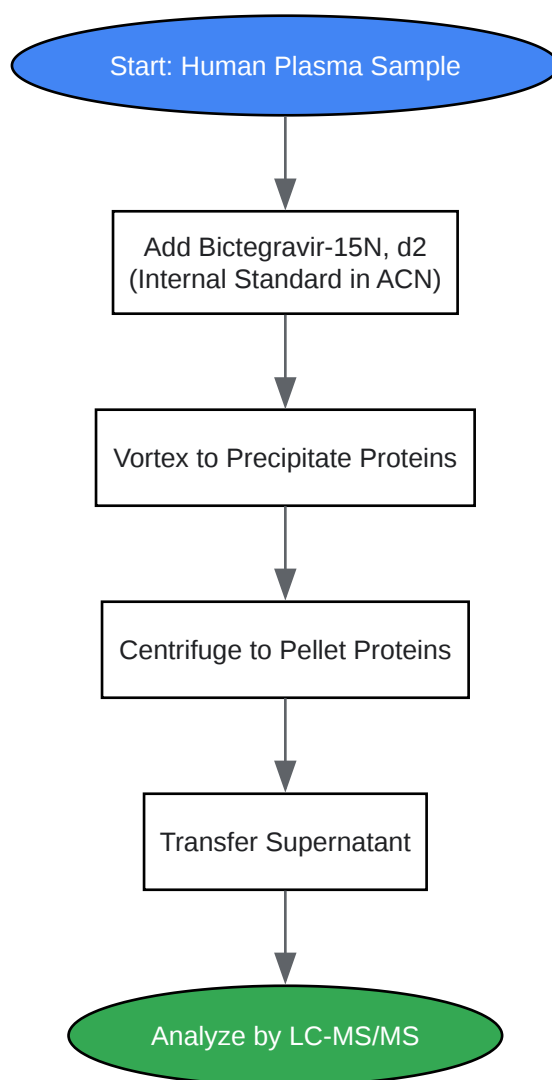 Start: Human Plasma Sample
Add Bictegravir-15N, d2
(Internal Standard in ACN)
Vortex to Precipitate Proteins
Centrifuge to Pellet Proteins
Transfer Supernatant
Analyze by LC-MS/MS